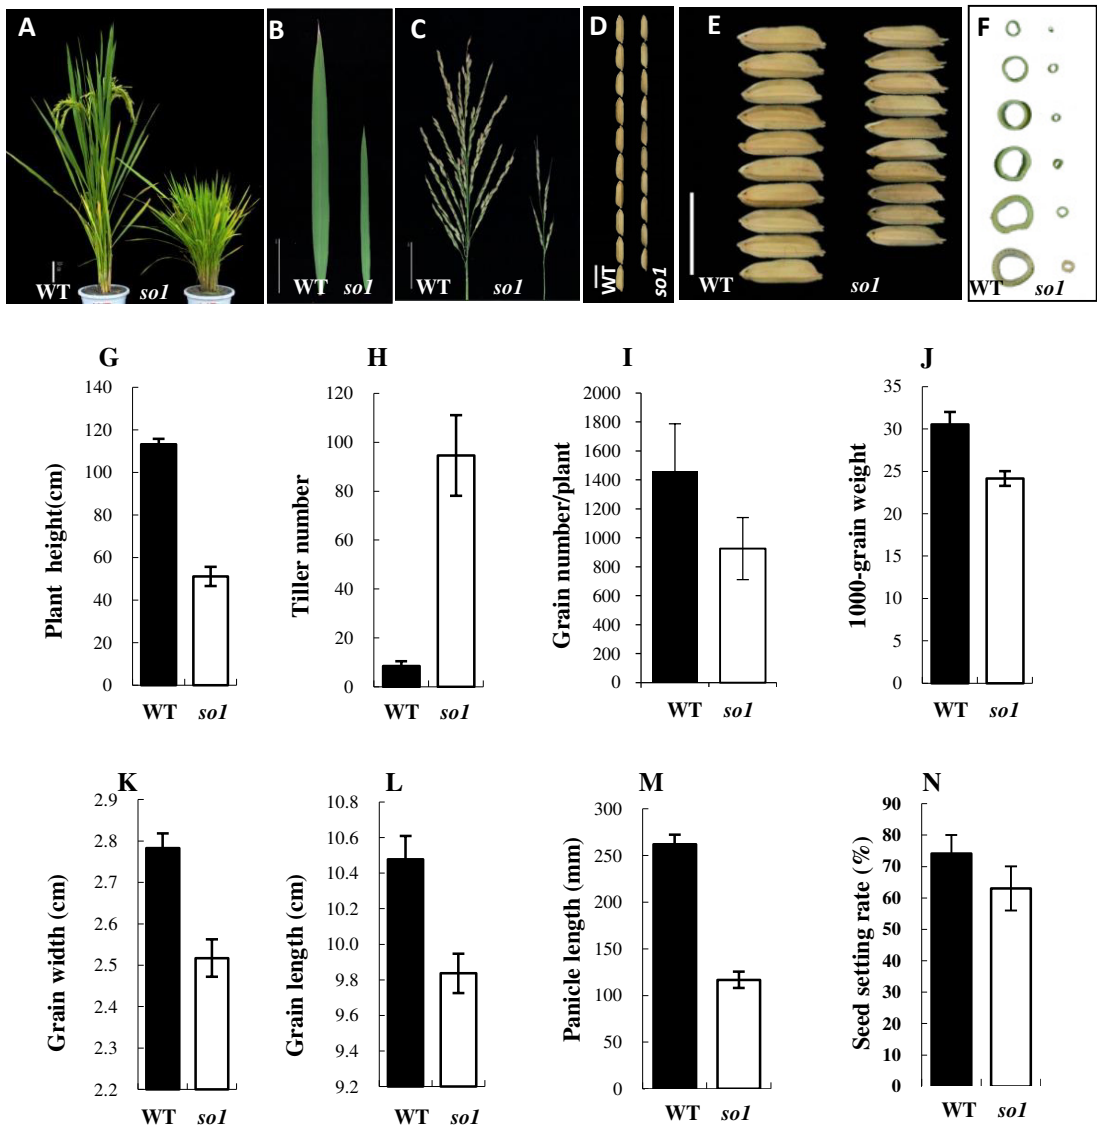 A
B
C
D
E
F
WT so1
WT so1
WT so1
WT so1
WT so1
WT so1
G
H
I
J
Plant height(cm)
140
120
100
80
60
40
20
0
WT so1
Tiller number
120
100
80
60
40
20
0
WT so1
Grain number/plant
2000
1800
1600
1400
1200
1000
800
600
400
200
0
WT so1
1000-grain weight
35
30
25
20
15
10
5
0
WT so1
K
L
M
N
Grain width (cm)
2.9
2.8
2.7
2.6
2.5
2.4
2.3
2.2
WT so1
Grain length (cm)
10.8
10.6
10.4
10.2
10.0
9.8
9.6
9.4
9.2
WT so1
Panicle length (mm)
300
250
200
150
100
50
0
WT so1
Seed setting rate (%)
90
80
70
60
50
40
30
20
10
0
WT so1